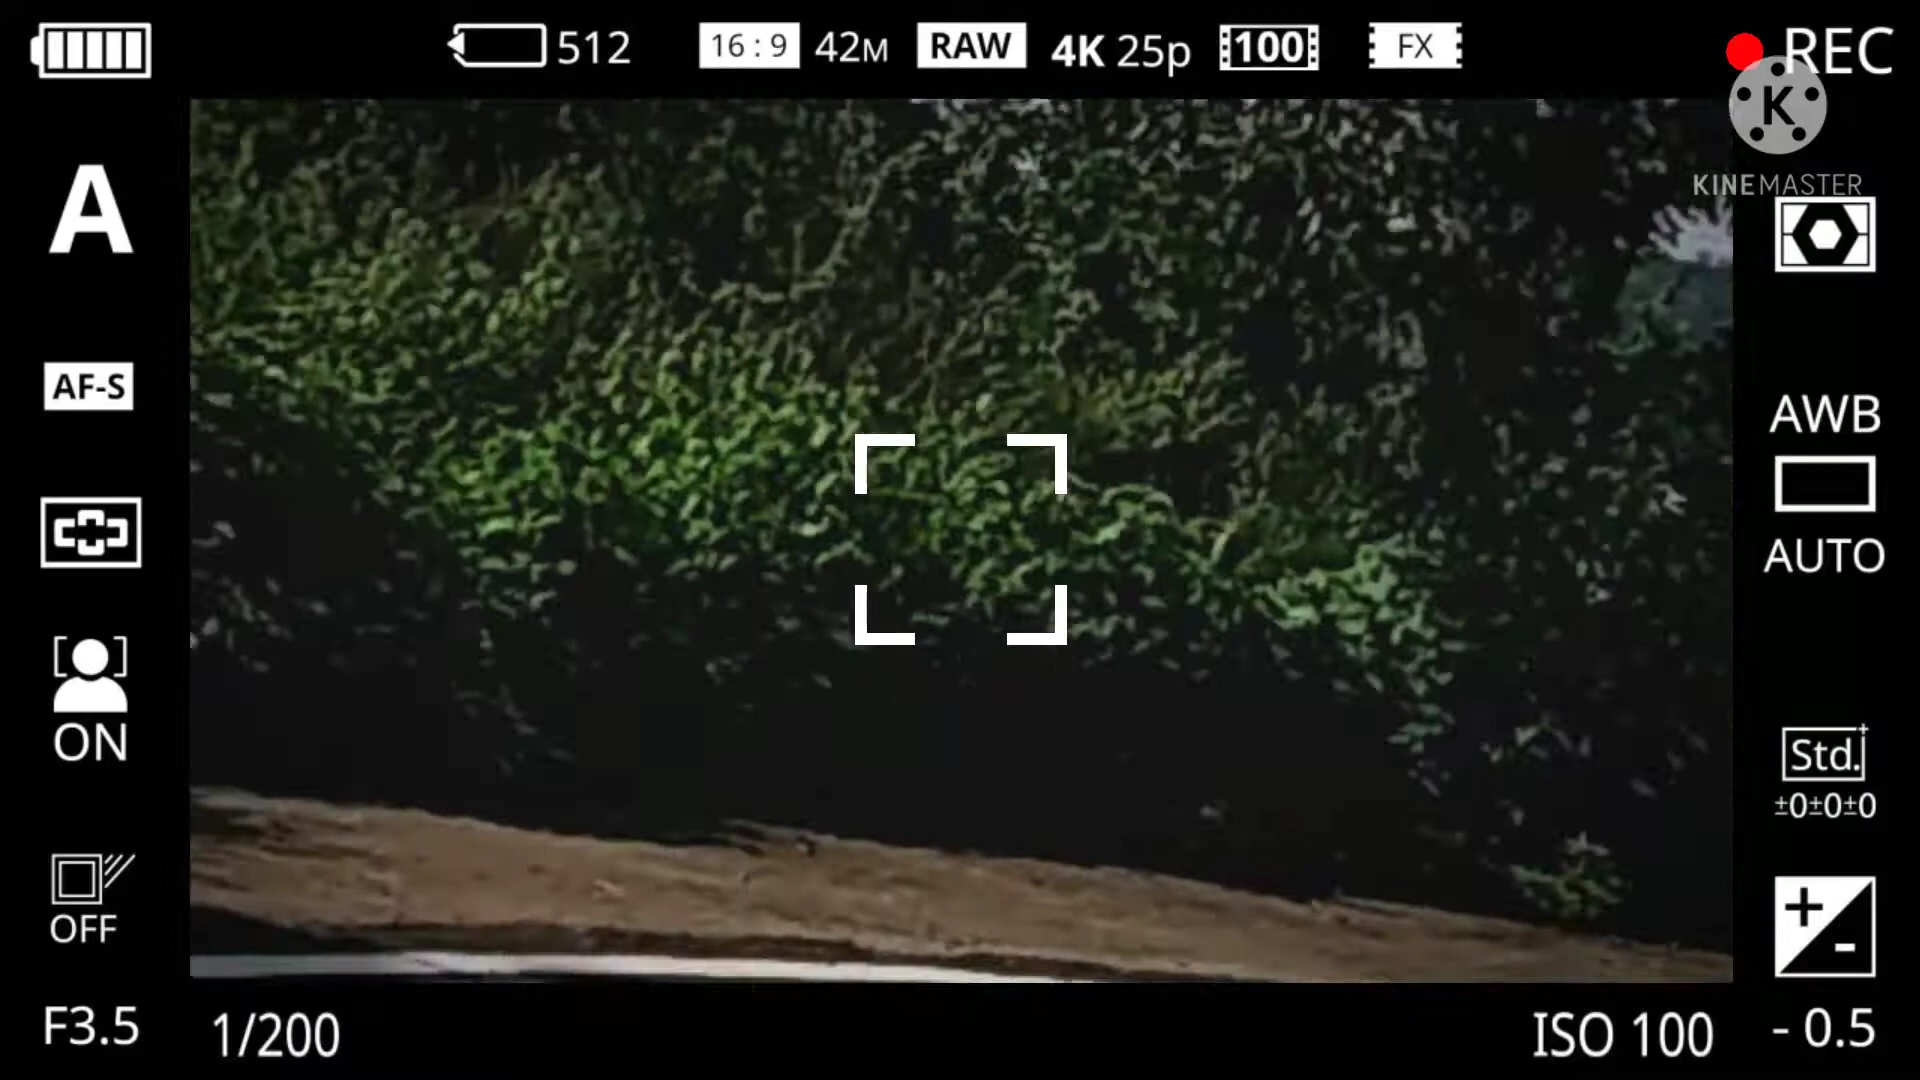 512 16:9 42M RAW 4K 25p 100 FX REC
K
KINEMASTER
A
AF-S
AWB
AUTO
ON
Std.+
±0±0±0
OFF
+
-
F3.5 1/200 ISO 100 - 0.5